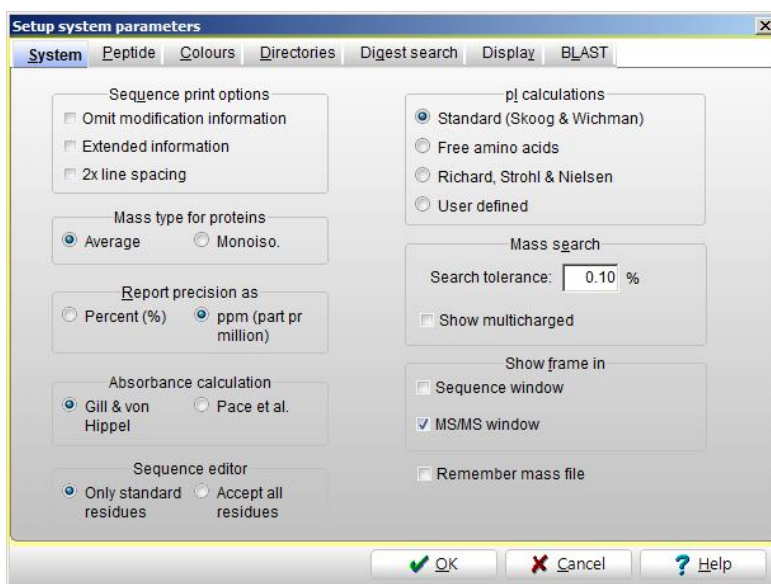 Setup system parameters
System Peptide Colours Directories Digest search Display BLAST
Sequence print options
Omit modification information
Extended information
2x line spacing
Mass type for proteins
Average Monoiso.
Report precision as
Percent (%) ppm (part pr
million)
Absorbance calculation
Gill & von Pace et al.
Hippel
Sequence editor
Only standard Accept all
residues residues
pI calculations
Standard (Skoog & Wichman)
Free amino acids
Richard, Strohl & Nielsen
User defined
Mass search
Search tolerance: 0.10 %
Show multicharged
Show frame in
Sequence window
MS/MS window
Remember mass file
OK Cancel Help